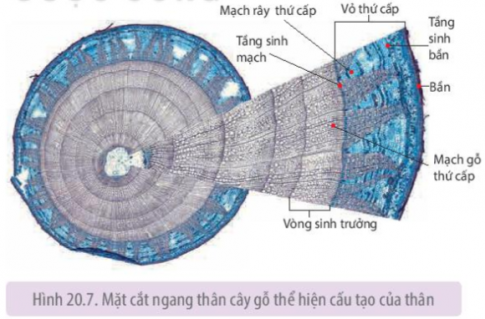 Mạch rây thứ cấp
Vỏ thứ cấp
Tầng
sinh
bần
Tầng sinh
mạch
Bần
Mạch gỗ
thứ cấp
Vòng sinh trưởng
Hình 20.7. Mặt cắt ngang thân cây gỗ thể hiện cấu tạo của thân